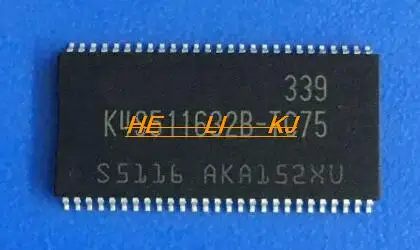 339
K4S511632B-TC75
HE LI KJ
S5116 AKA152XU